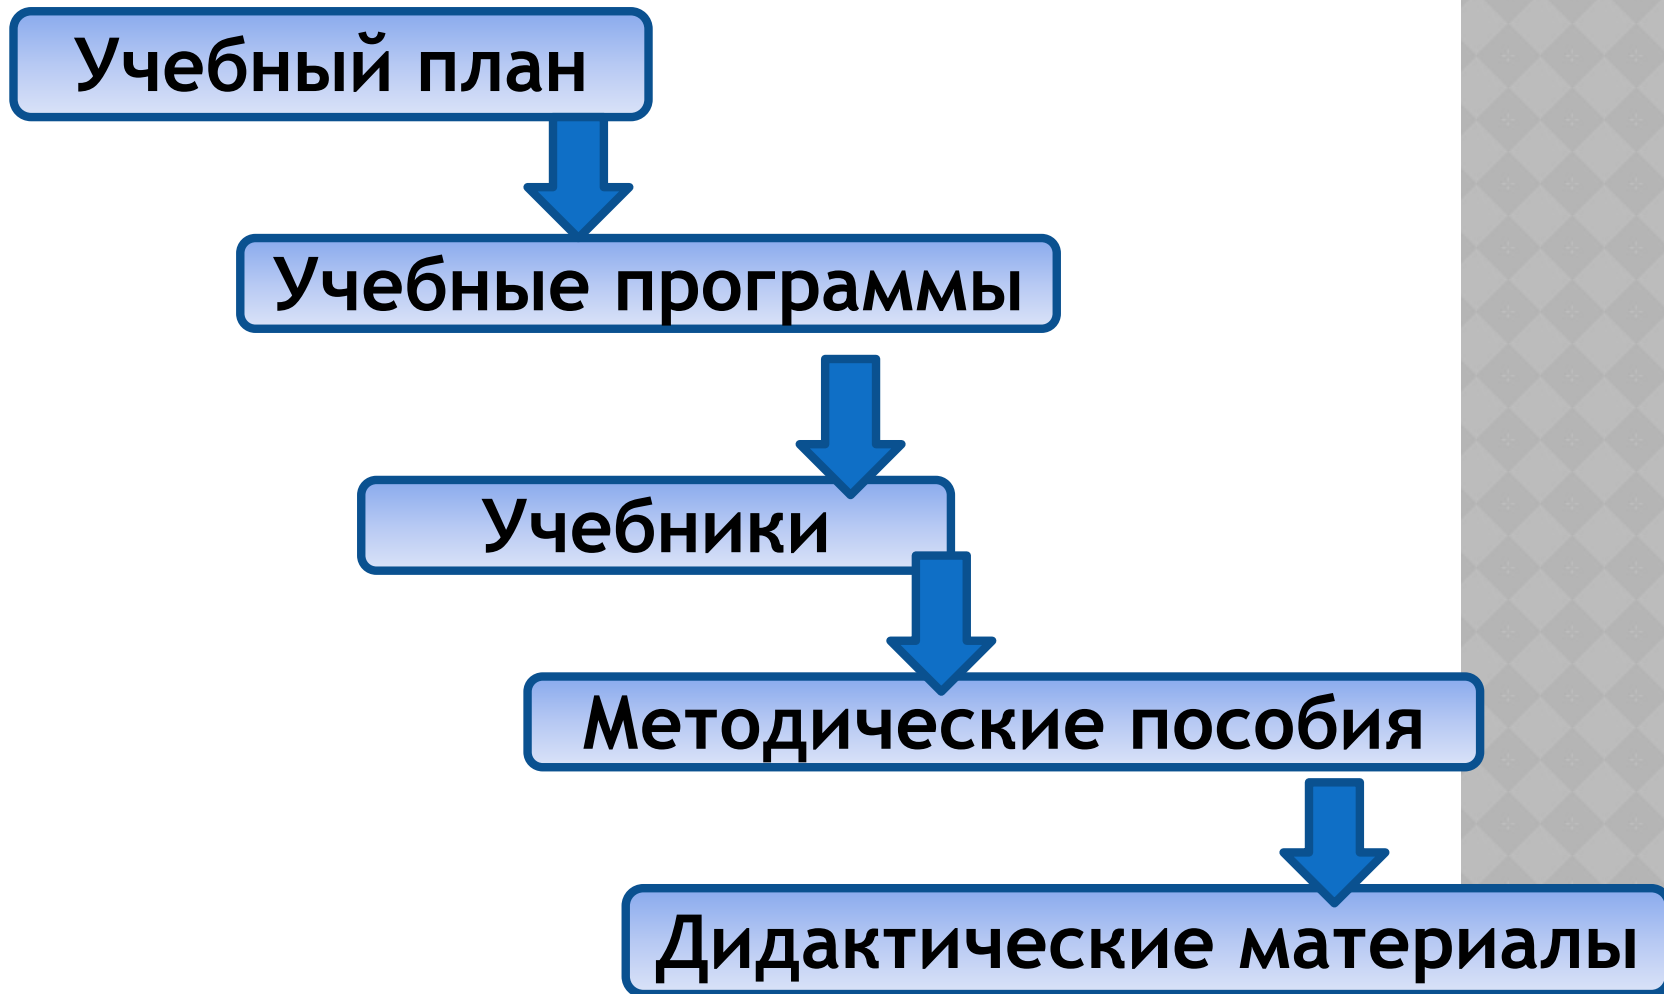 Учебный план
Учебные программы
Учебники
Методические пособия
Дидактические материалы